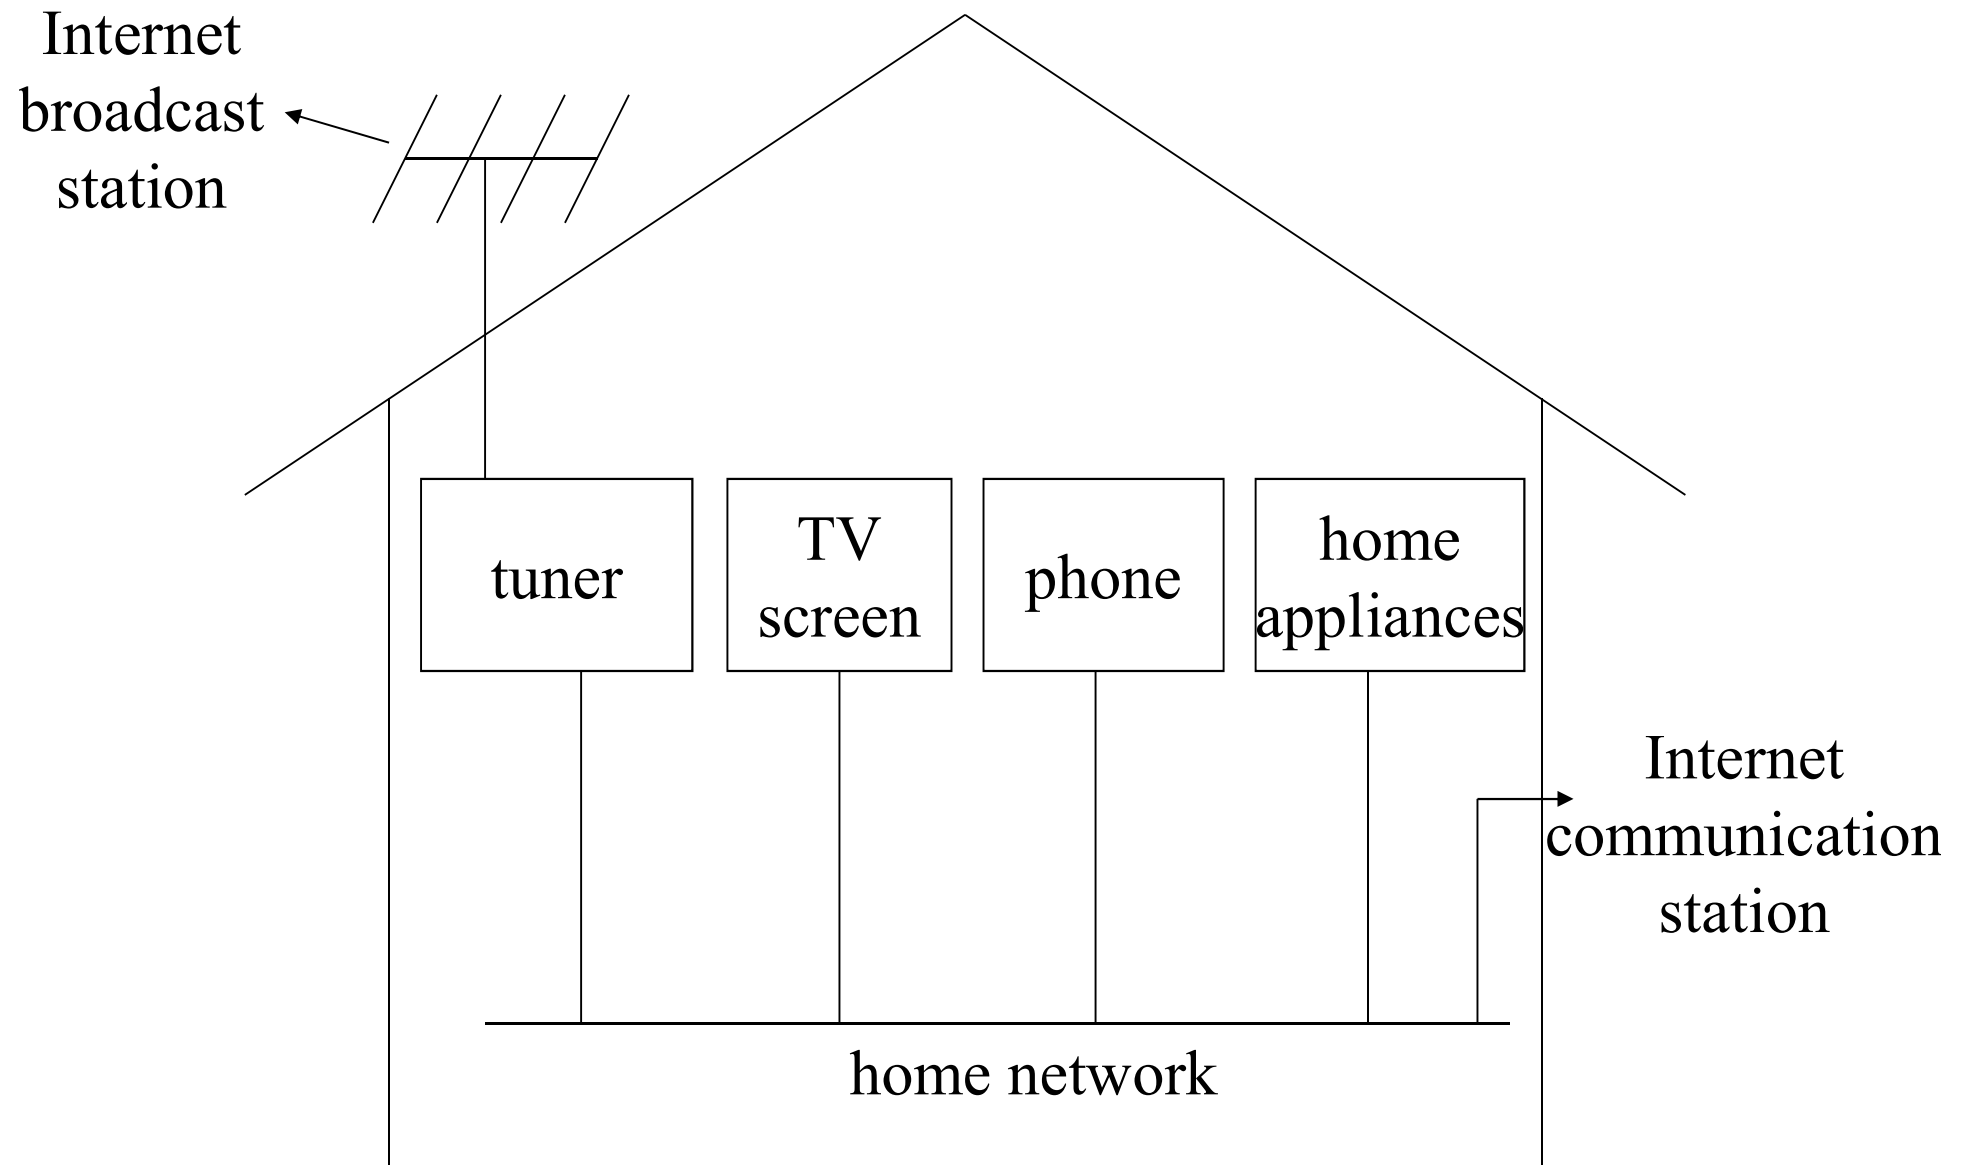 Internet
broadcast
station
tuner
TV
screen
phone
home
appliances
Internet
communication
station
home network